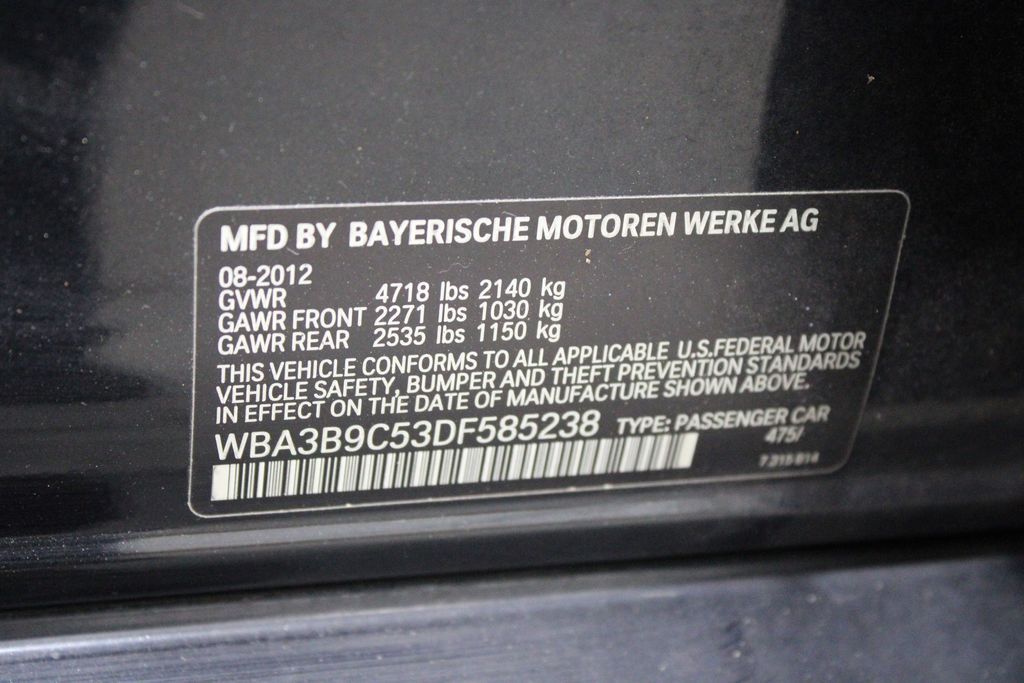 MFD BY BAYERISCHE MOTOREN WERKE AG
08-2012
GVWR 4718 lbs 2140 kg
GAWR FRONT 2271 lbs 1030 kg
GAWR REAR 2535 lbs 1150 kg
THIS VEHICLE CONFORMS TO ALL APPLICABLE U.S.FEDERAL MOTOR
VEHICLE SAFETY, BUMPER AND THEFT PREVENTION STANDARDS
IN EFFECT ON THE DATE OF MANUFACTURE SHOWN ABOVE.
WBA3B9C53DF585238 TYPE: PASSENGER CAR
475/